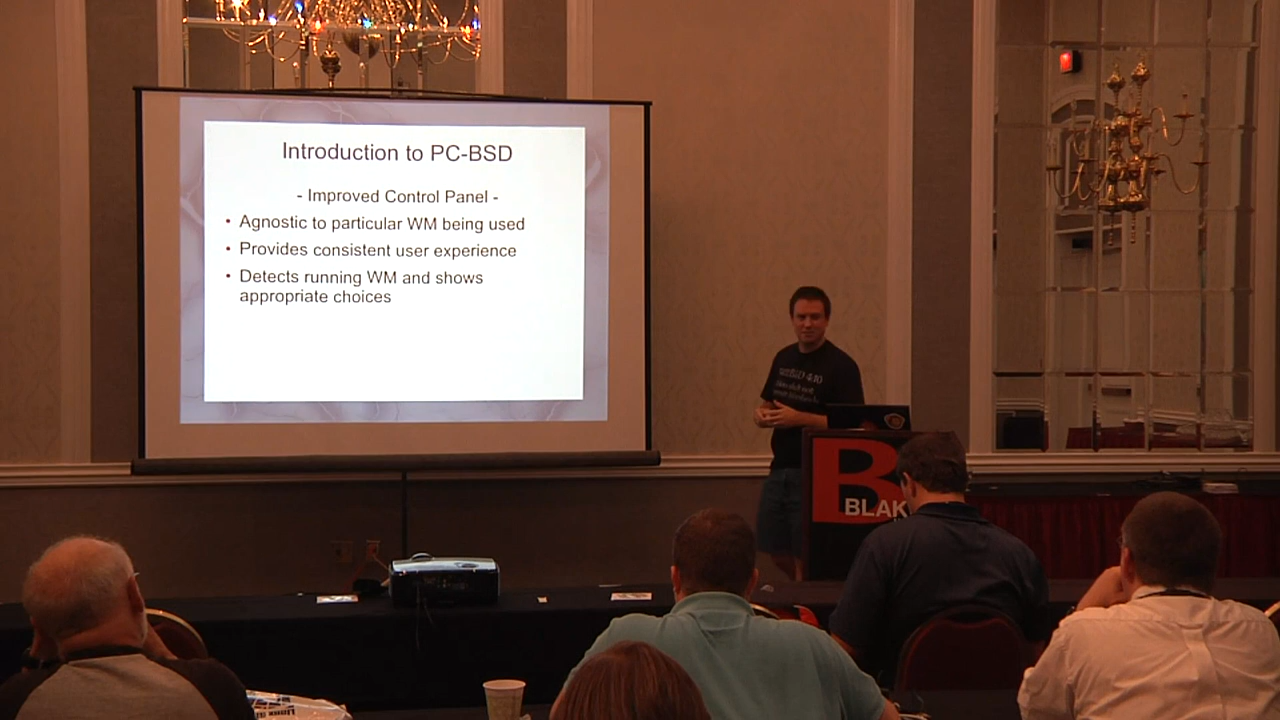 Introduction to PC-BSD
- Improved Control Panel -
• Agnostic to particular WM being used
• Provides consistent user experience
• Detects running WM and shows
appropriate choices
B
BLAK